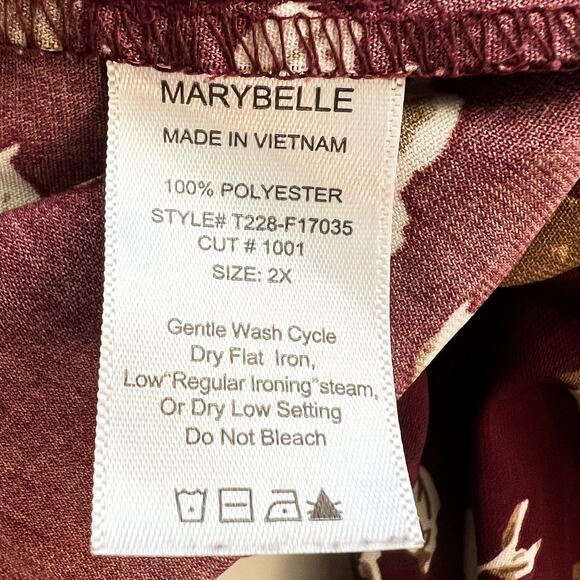 MARYBELLE
MADE IN VIETNAM
100% POLYESTER
STYLE# T228-F17035
CUT # 1001
SIZE: 2X
Gentle Wash Cycle
Dry Flat Iron,
Low"Regular Ironing"steam,
Or Dry Low Setting
Do Not Bleach